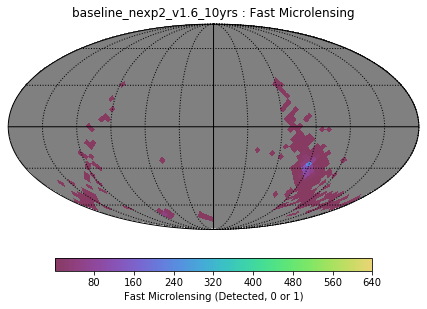 baseline_nexp2_v1.6_10yrs : Fast Microlensing
80 160 240 320 400 480 560 640
Fast Microlensing (Detected, 0 or 1)